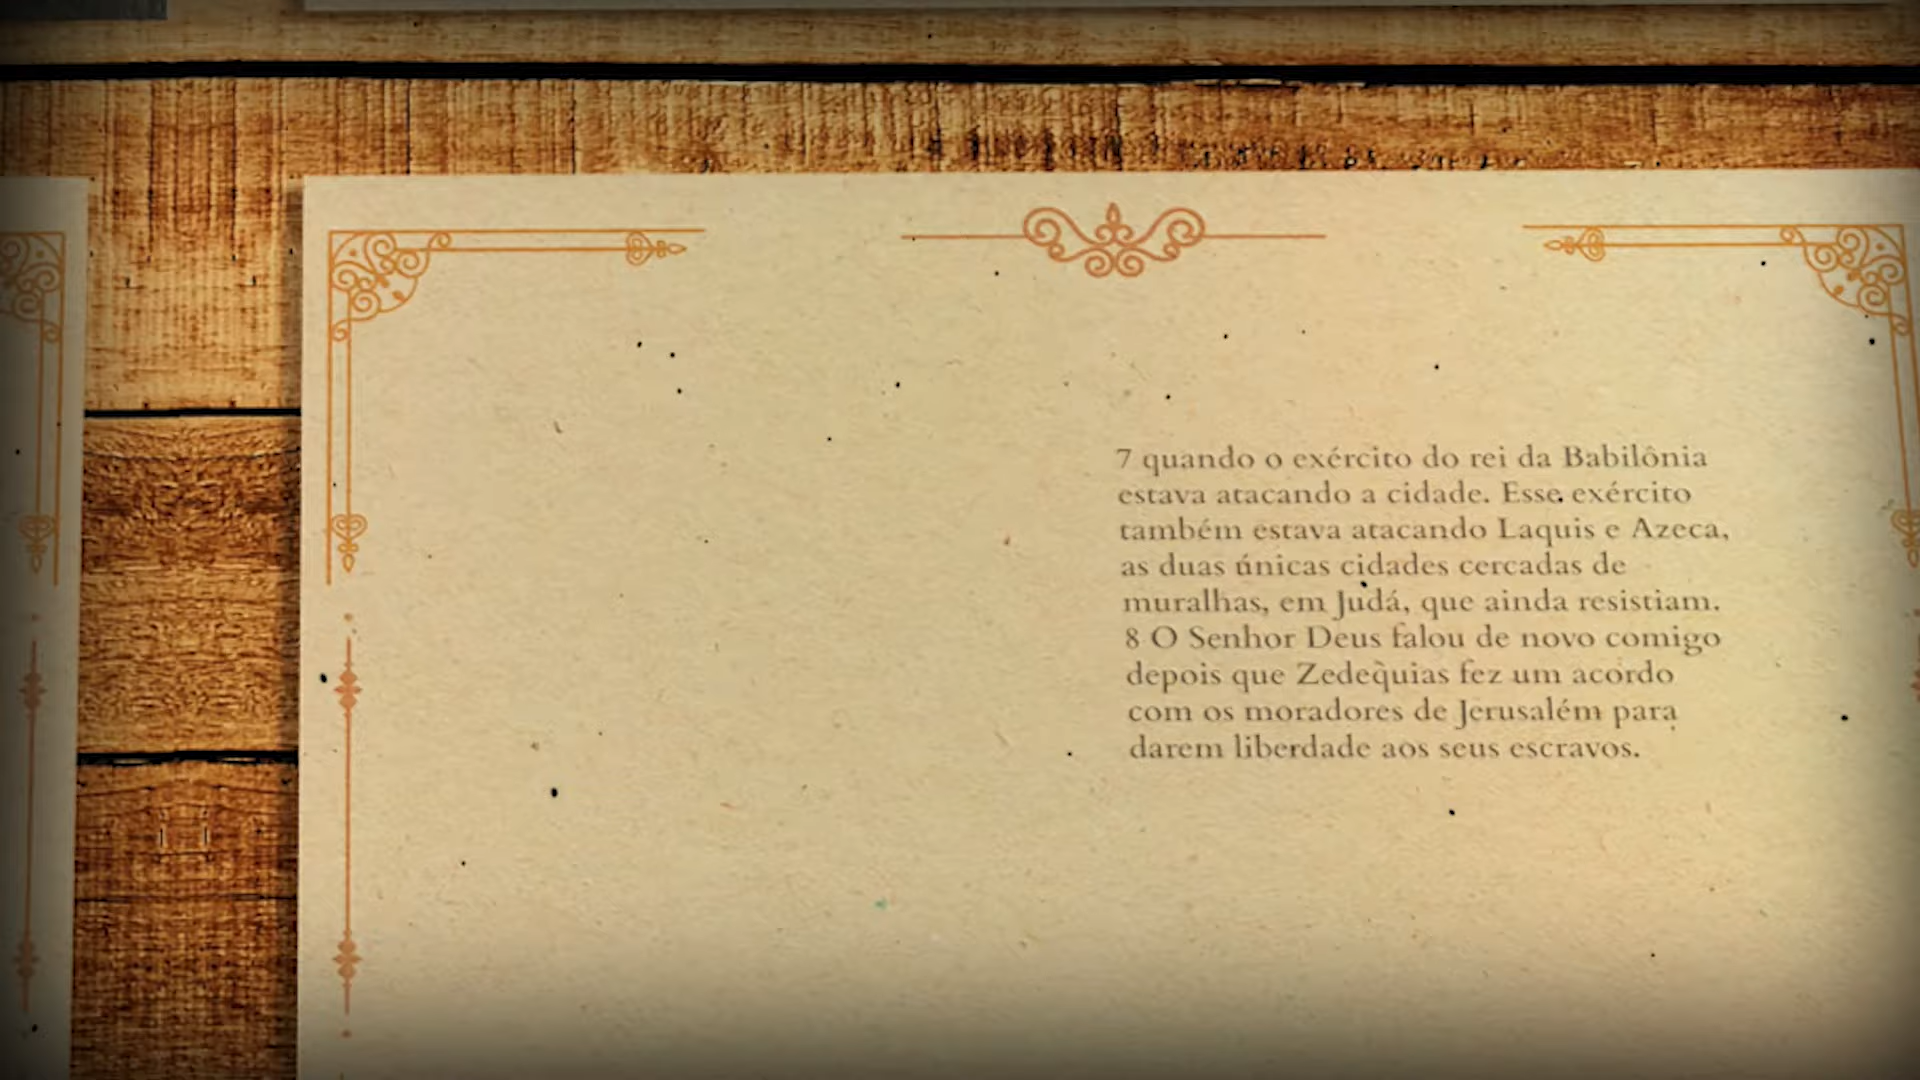 7 quando o exército do rei da Babilônia
estava atacando a cidade. Esse exército
também estava atacando Laquis e Azeca,
as duas únicas cidades cercadas de
muralhas, em Judá, que ainda resistiam.
8 O Senhor Deus falou de novo comigo
depois que Zedequias fez um acordo
com os moradores de Jerusalém para
darem liberdade aos seus escravos.